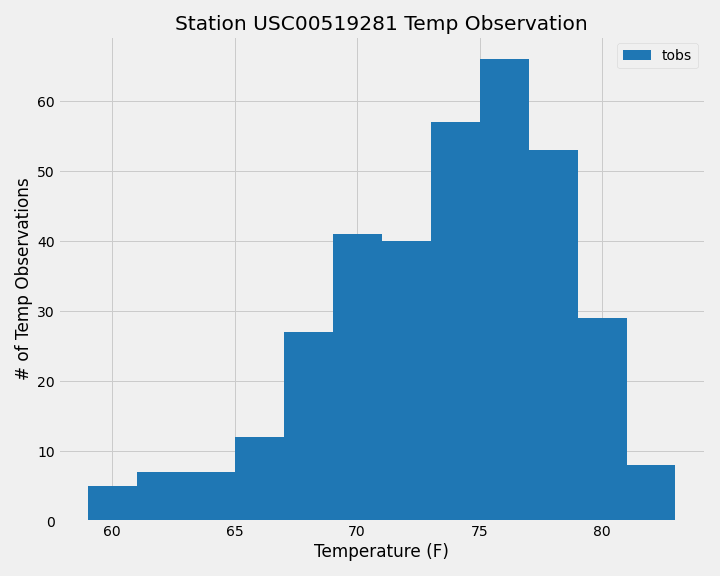 Station USC00519281 Temp Observation
tobs
# of Temp Observations
60
50
40
30
20
10
0
60 65 70 75 80
Temperature (F)